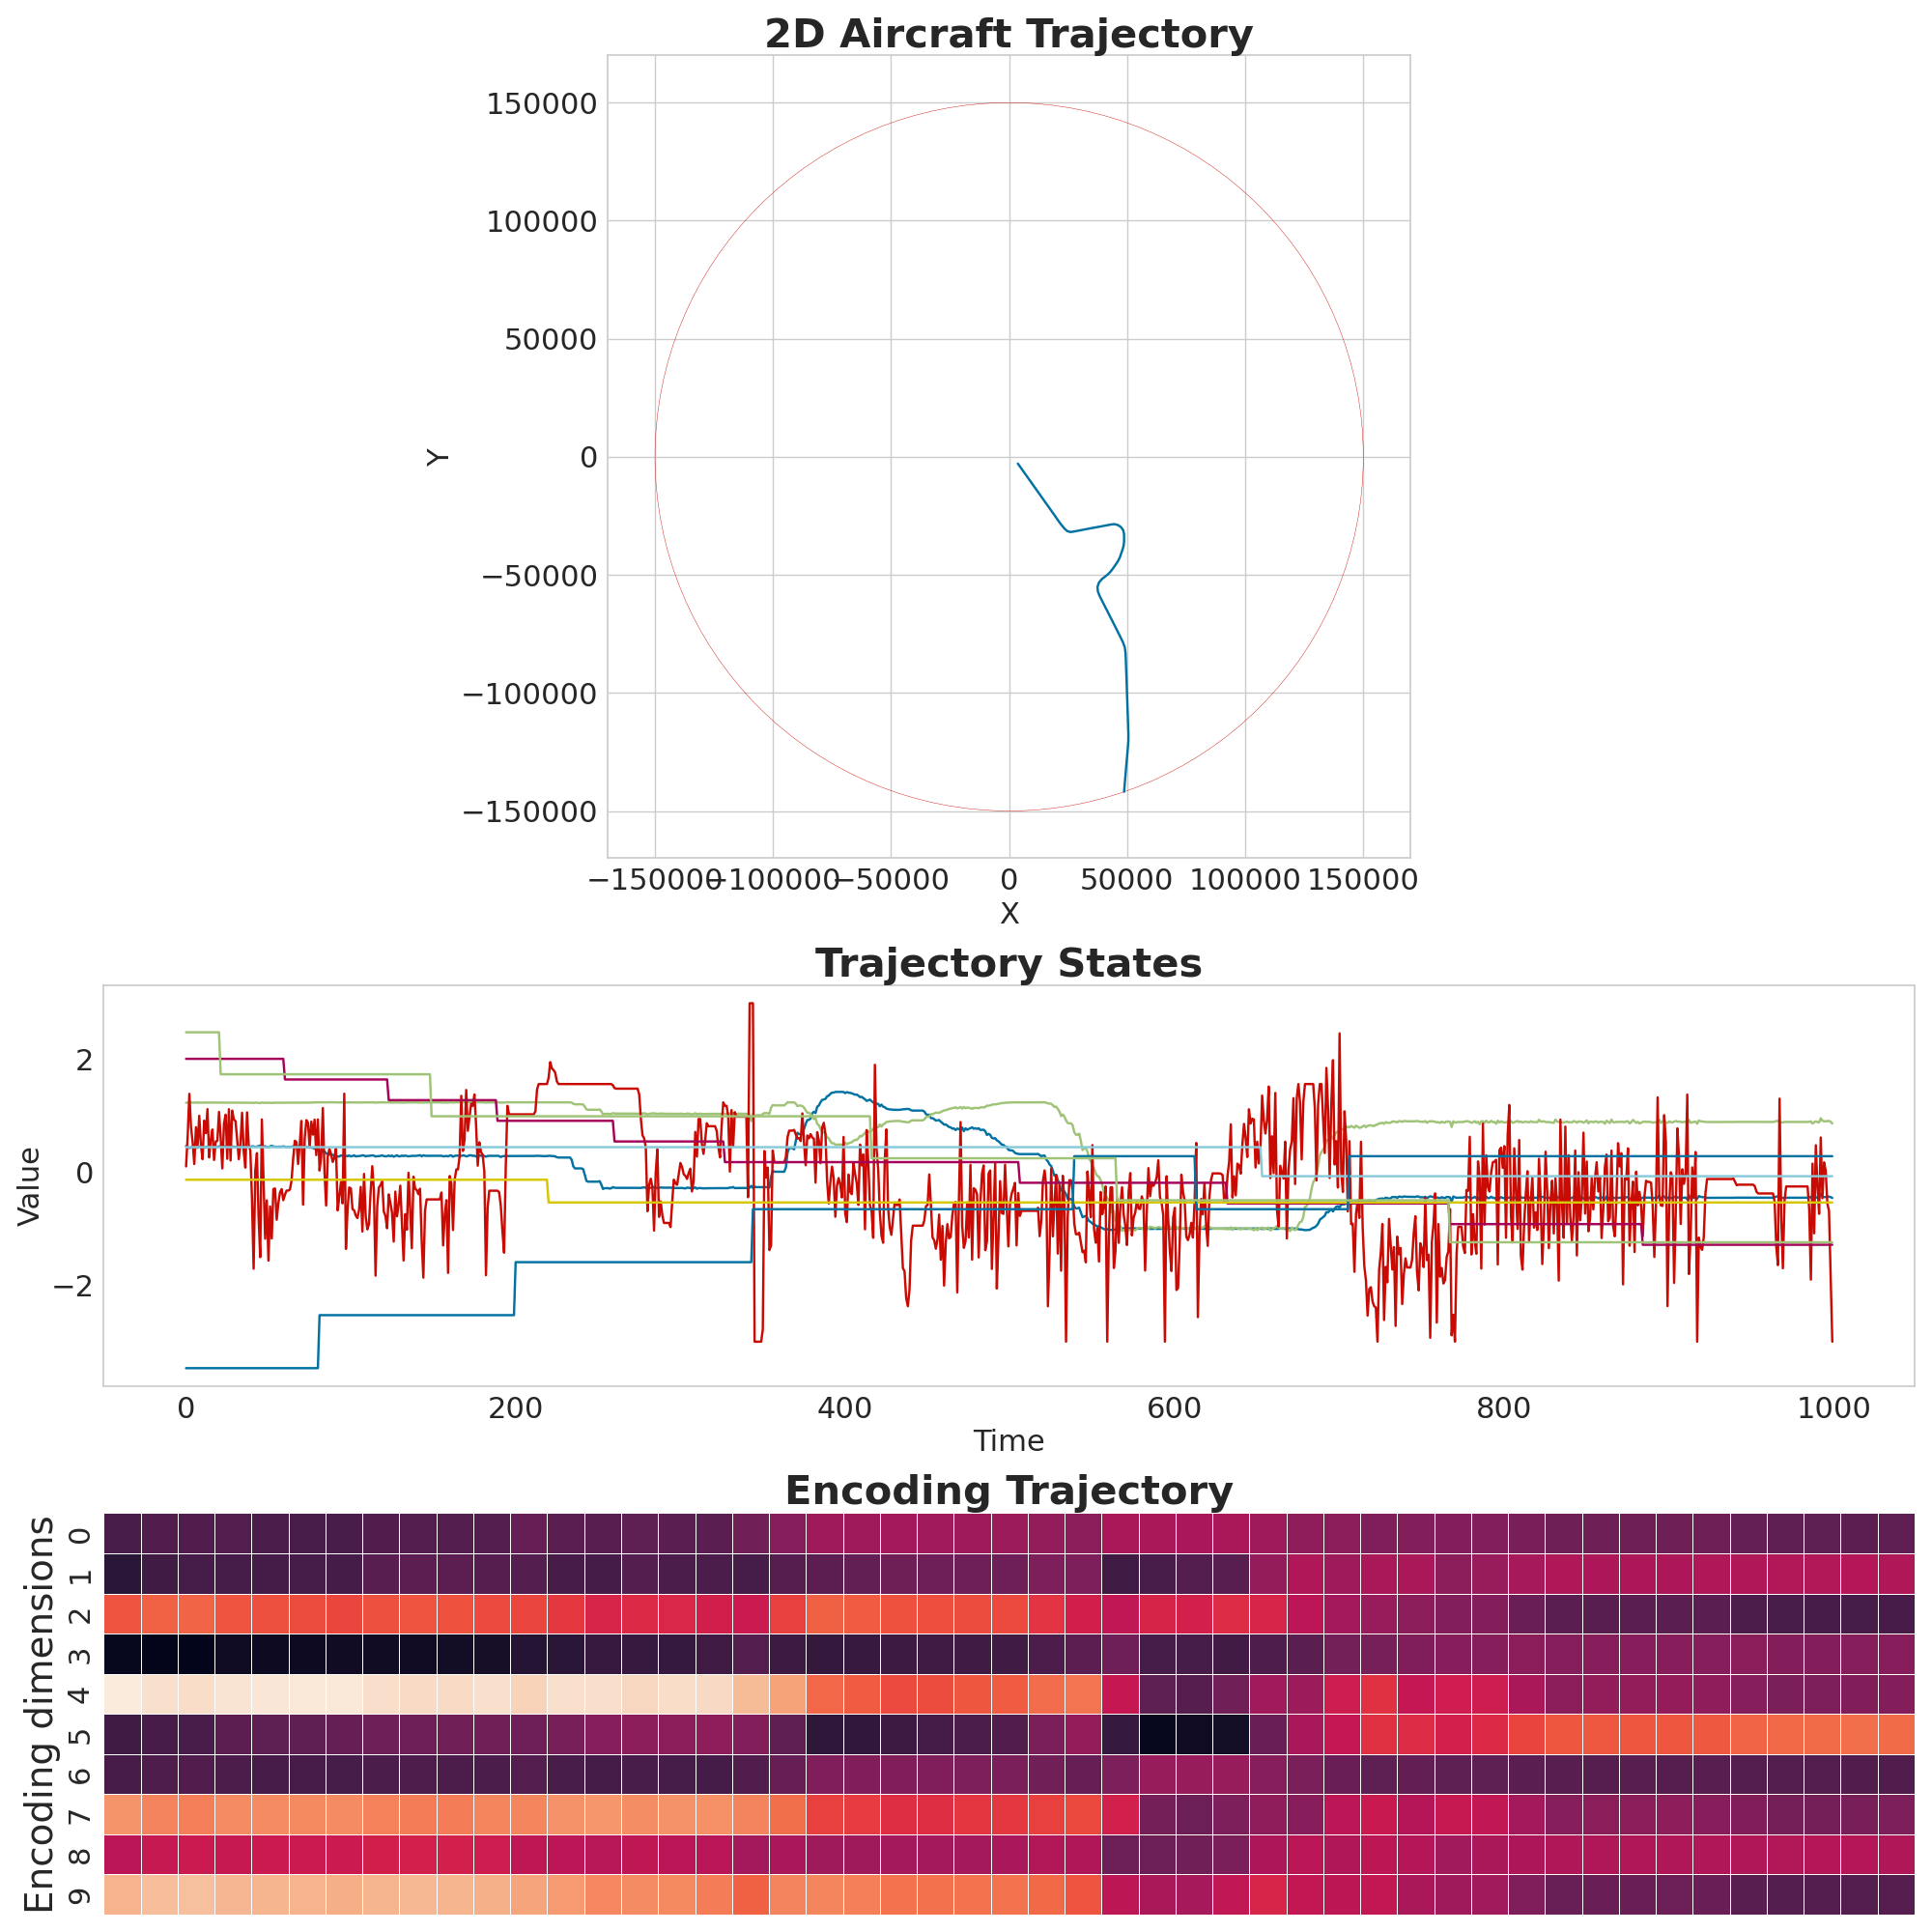 2D Aircraft Trajectory
150000
100000
50000
0
−50000
−100000
−150000
Y
−150000 −100000 −50000 0 50000 100000 150000
X
Trajectory States
2
0
−2
Value
0 200 400 600 800 1000
Time
Encoding Trajectory
0
1
2
3
4
5
6
7
8
9
Encoding dimensions